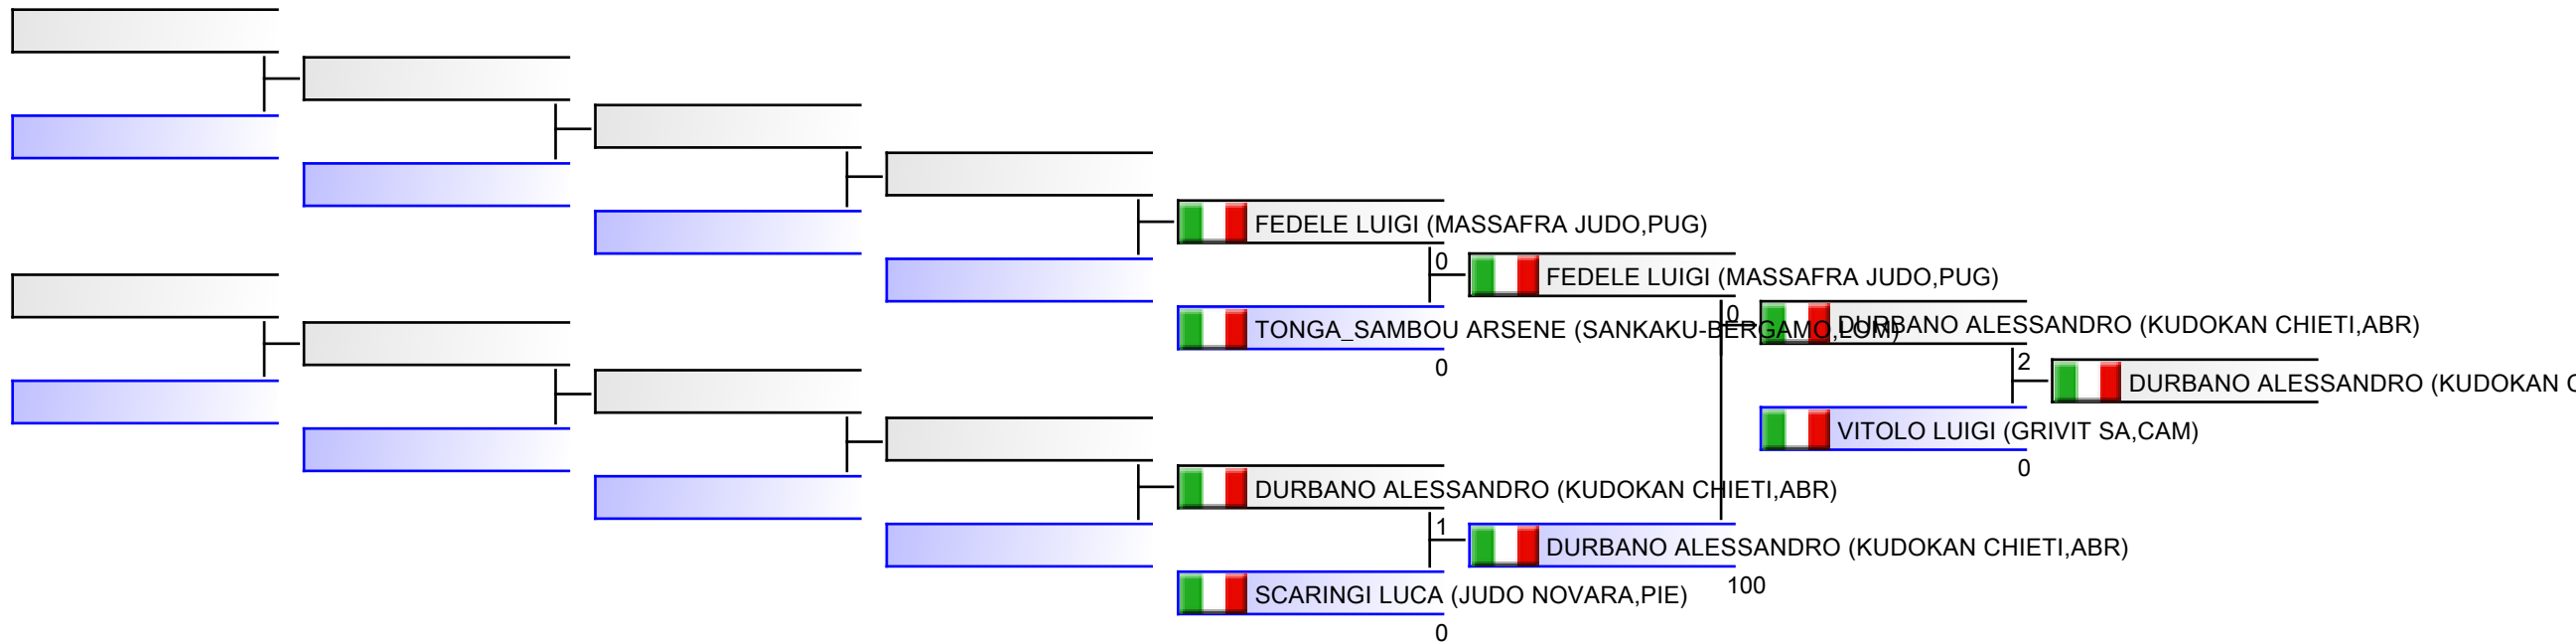 FEDELE LUIGI (MASSAFRA JUDO,PUG)
0
TONGA_SAMBOU ARSENE (SANKAKU-BERGAMO,LOM)
0
DURBANO ALESSANDRO (KUDOKAN CHIETI,ABR)
1
SCARINGI LUCA (JUDO NOVARA,PIE)
0
FEDELE LUIGI (MASSAFRA JUDO,PUG)
0
DURBANO ALESSANDRO (KUDOKAN CHIETI,ABR)
100
DURBANO ALESSANDRO (KUDOKAN CHIETI,ABR)
2
VITOLO LUIGI (GRIVIT SA,CAM)
0
DURBANO ALESSANDRO (KUDOKAN